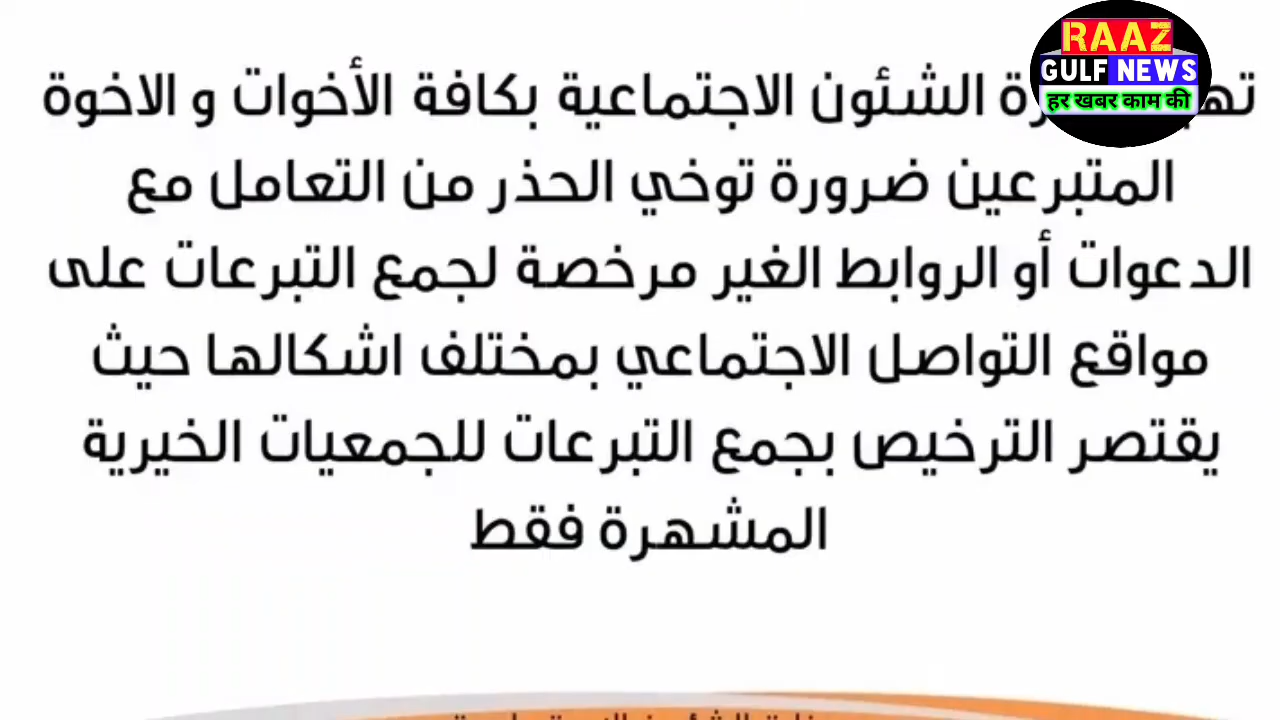 RAAZ
GULF NEWS
हर खबर काम की
الشئون الاجتماعية بكافة الأخوات و الاخوة
المتبرعين ضرورة توخي الحذر من التعامل مع
الدعوات أو الروابط الغير مرخصة لجمع التبرعات على
مواقع التواصل الاجتماعي بمختلف اشكالها حيث
يقتصر الترخيص بجمع التبرعات للجمعيات الخيرية
المشهرة فقط